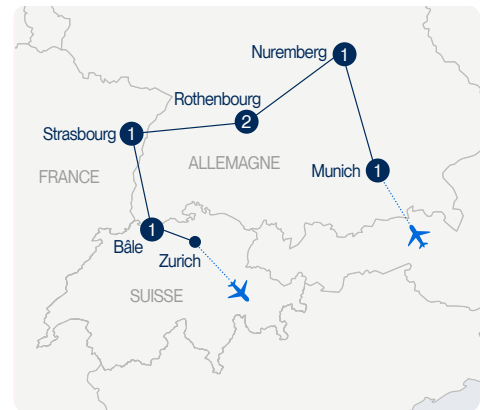 Nuremberg
1
Rothenbourg
2
Strasbourg
1
ALLEMAGNE
Munich
1
FRANCE
1
Bâle
Zurich
SUISSE